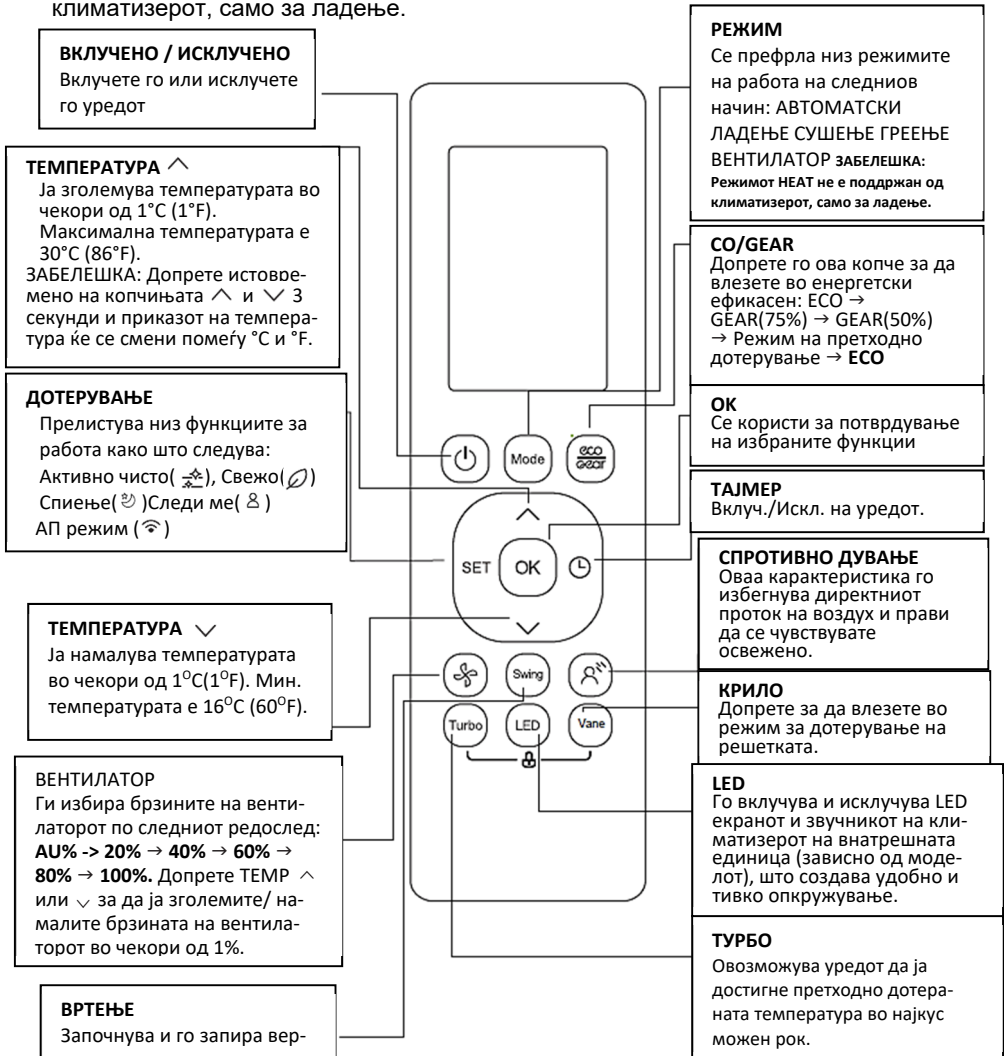 климатизерот, само за ладење.
ВКЛУЧЕНО / ИСКЛУЧЕНО
Вклучете го или исклучете
го уредот
ТЕМПЕРАТУРА ^
Ја зголемува температурата во
чекори од 1°C (1°F).
Максимална температурата е
30°C (86°F).
ЗАБЕЛЕШКА: Допрете истовре-
мено на копчињата ^ и ∨ 3
секунди и приказот на темпера-
тура ќе се смени помеѓу °C и °F.
ДОТЕРУВАЊЕ
Прелистува низ функциите за
работа како што следува:
Активно чисто( ), Свежо( )
Спиење( )Следи ме( )
АП режим ( )
ТЕМПЕРАТУРА ∨
Ја намалува температурата
во чекори од 1⁰C(1⁰F). Мин.
температурата е 16⁰C (60⁰F).
ВЕНТИЛАТОР
Ги избира брзините на венти-
латорот по следниот редослед:
AU% -> 20% → 40% → 60% →
80% → 100%. Допрете TEMP ^
или ∨ за да ја зголемите/ на-
малите брзината на вентила-
торот во чекори од 1%.
ВРТЕЊЕ
Започнува и го запира вер-
Mode
eco
gear
SET
OK
Swing
Turbo
LED
Vane
РЕЖИМ
Се префрла низ режимите
на работа на следниов
начин: АВТОМАТСКИ
ЛАДЕЊЕ СУШЕЊЕ ГРЕЕЊЕ
ВЕНТИЛАТОР ЗАБЕЛЕШКА:
Режимот HEAT не е поддржан од
климатизерот, само за ладење.
CO/GEAR
Допрете го ова копче за да
влезете во енергетски
ефикасен: ECO →
GEAR(75%) → GEAR(50%)
→ Режим на претходно
дотерување → ECO
OK
Се користи за потврдување
на избраните функции
ТАЈМЕР
Вклуч./Искл. на уредот.
СПРОТИВНО ДУВАЊЕ
Оваа карактеристика го
избегнува директниот
проток на воздух и прави
да се чувствувате
освежено.
КРИЛО
Допрете за да влезете во
режим за дотерување на
решетката.
LED
Го вклучува и исклучува LED
екранот и звучникот на кли-
матизерот на внатрешната
единица (зависно од моде-
лот), што создава удобно и
тивко опкружување.
ТУРБО
Овозможува уредот да ја
достигне претходно дотера-
ната температура во најкус
можен рок.